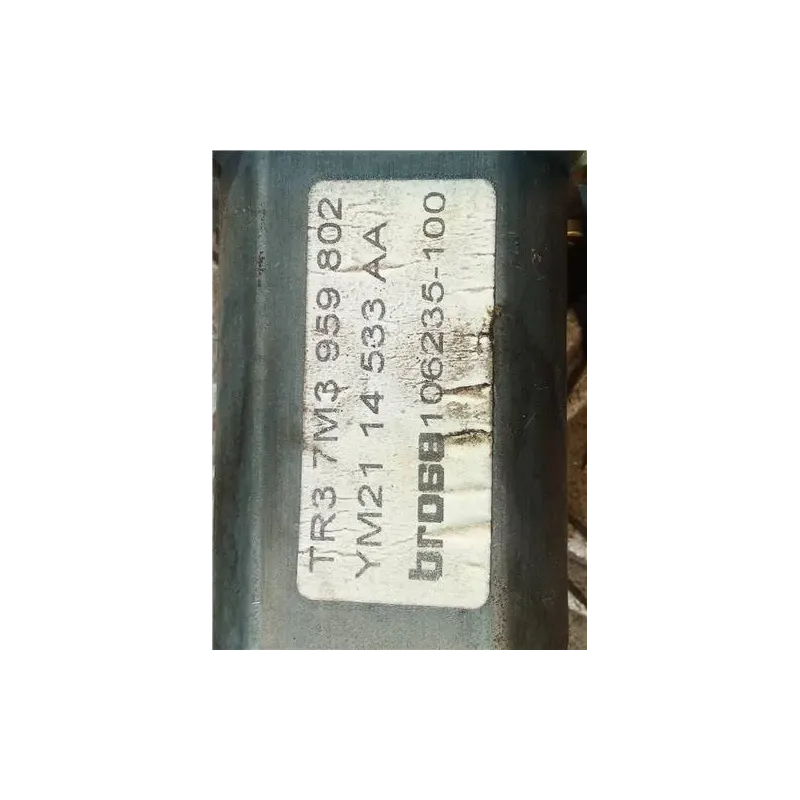 TR3 7M3 959 802
YM21 14 533 AA
brose 106235-100